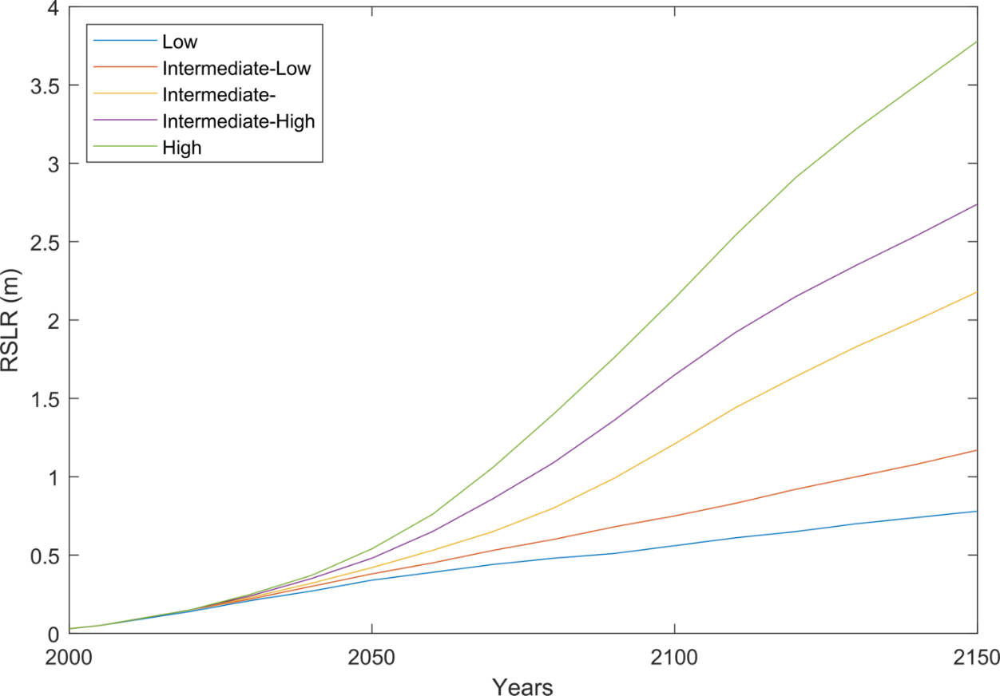 4
3.5
3
2.5
2
1.5
1
0.5
0
RSLR (m)
Low
Intermediate-Low
Intermediate-
Intermediate-High
High
2000
2050
2100
2150
Years